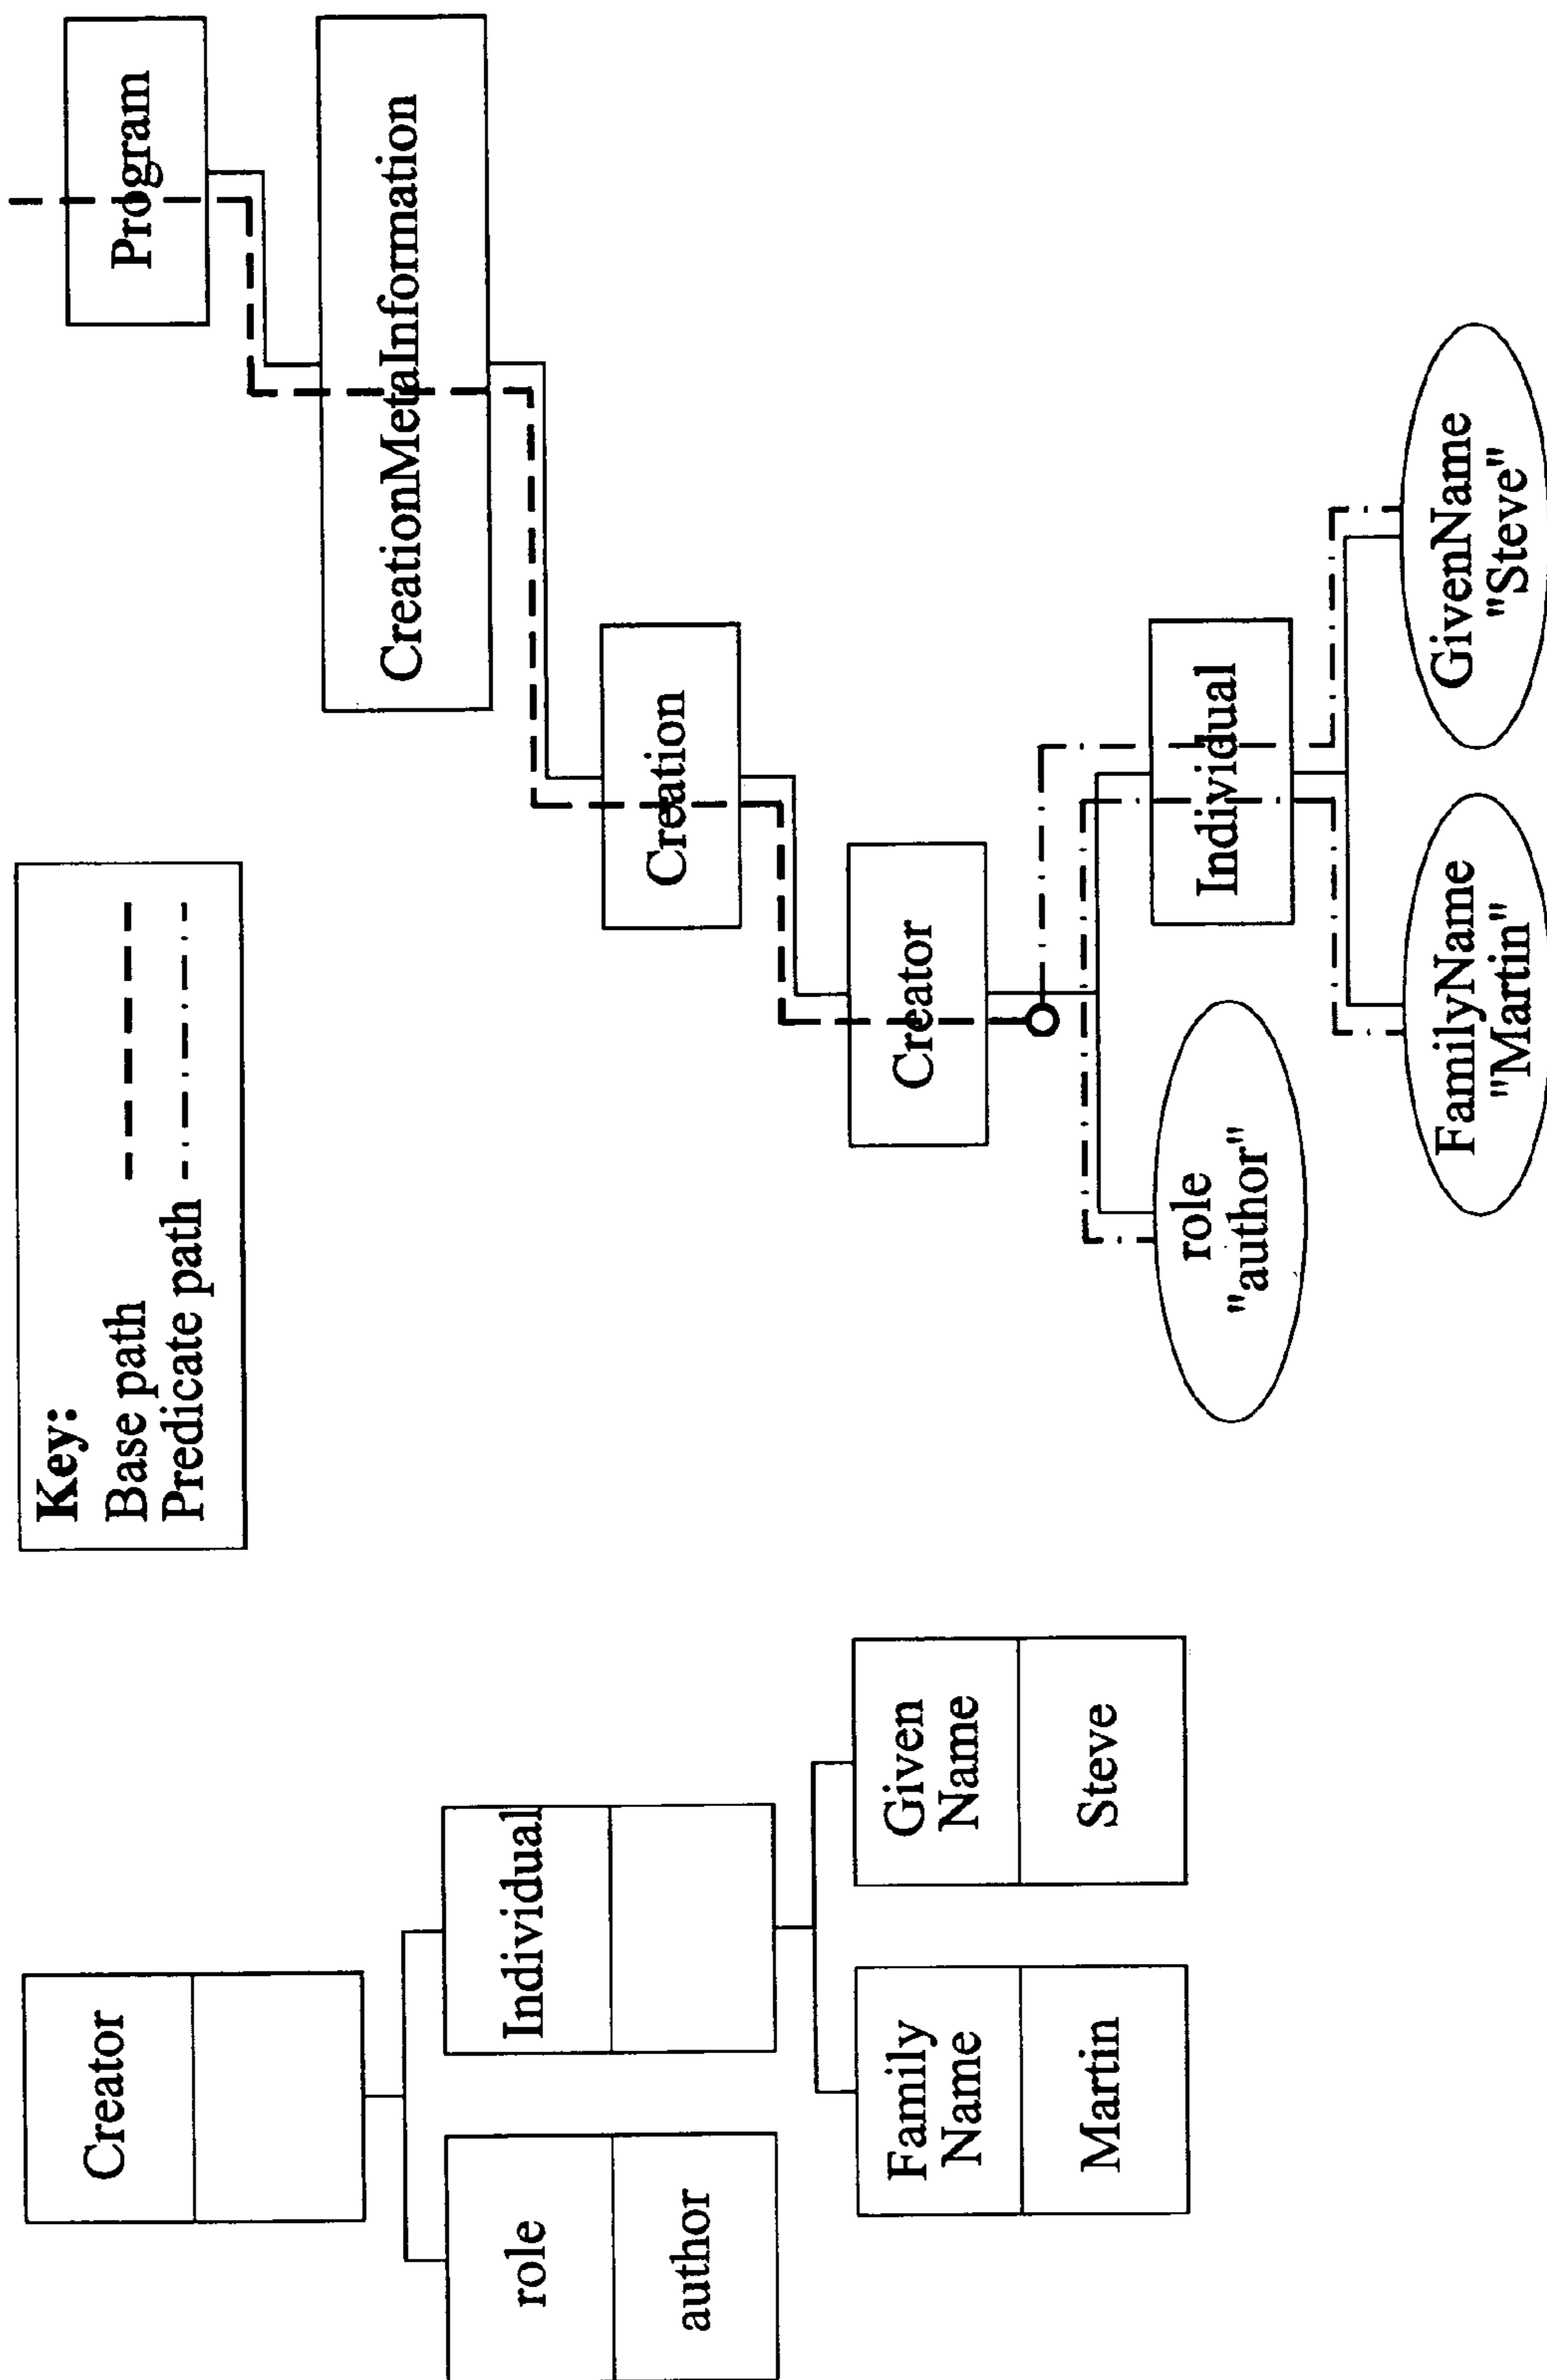 Creator
role
author
Individual
Family
Name
Martin
Given
Name
Steve
Key:
Base path
Predicate path
Program
CreationMetaInformation
Creation
Creator
role
"author"
Individual
FamilyName
"Martin"
GivenName
"Steve"